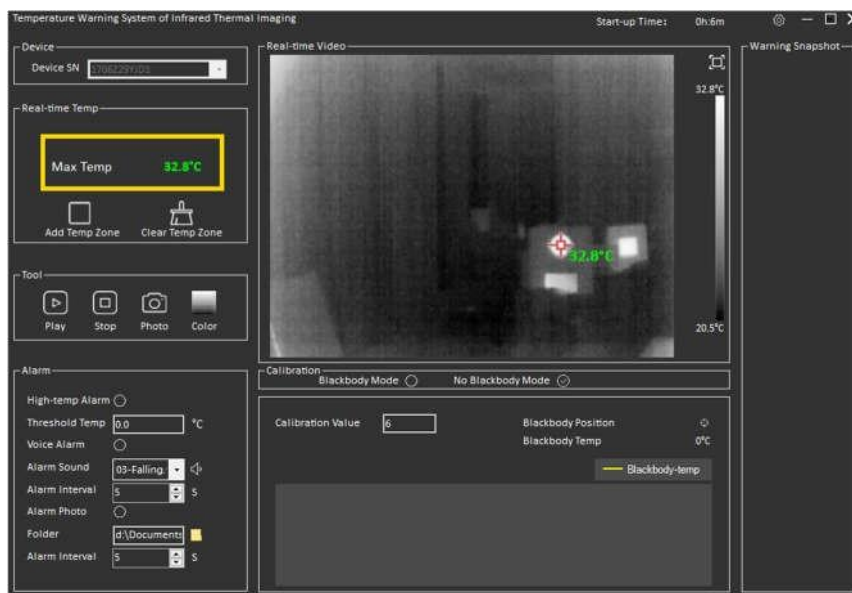 Temperature Warning System of Infrared Thermal Imaging
Start-up Time: 0h:6m
Device
Device SN
Real-time Temp
Max Temp 32.8°C
Add Temp Zone Clear Temp Zone
Tool
Play Stop Photo Color
Alarm
High-temp Alarm
Threshold Temp 0.0 °C
Voice Alarm
Alarm Sound 03-Falling.
Alarm Interval 5 S
Alarm Photo
Folder d:\Documents
Alarm Interval 5 S
Real-time Video
32.8°C
32.8°C
20.5°C
Calibration
Blackbody Mode No Blackbody Mode
Calibration Value 6
Blackbody Position
Blackbody Temp 0°C
Blackbody-temp
Warning Snapshot